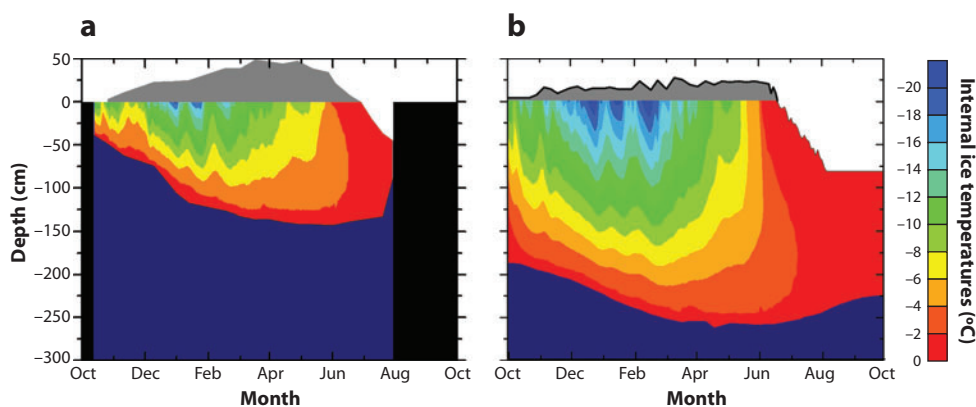 a
b
50
0
–50
–100
–150
–200
–250
–300
Depth (cm)
Oct Dec Feb Apr Jun Aug Oct
Month
Oct Dec Feb Apr Jun Aug Oct
Month
–20
–18
–16
–14
–12
–10
–8
–6
–4
–2
0
Internal ice temperatures (ºC)